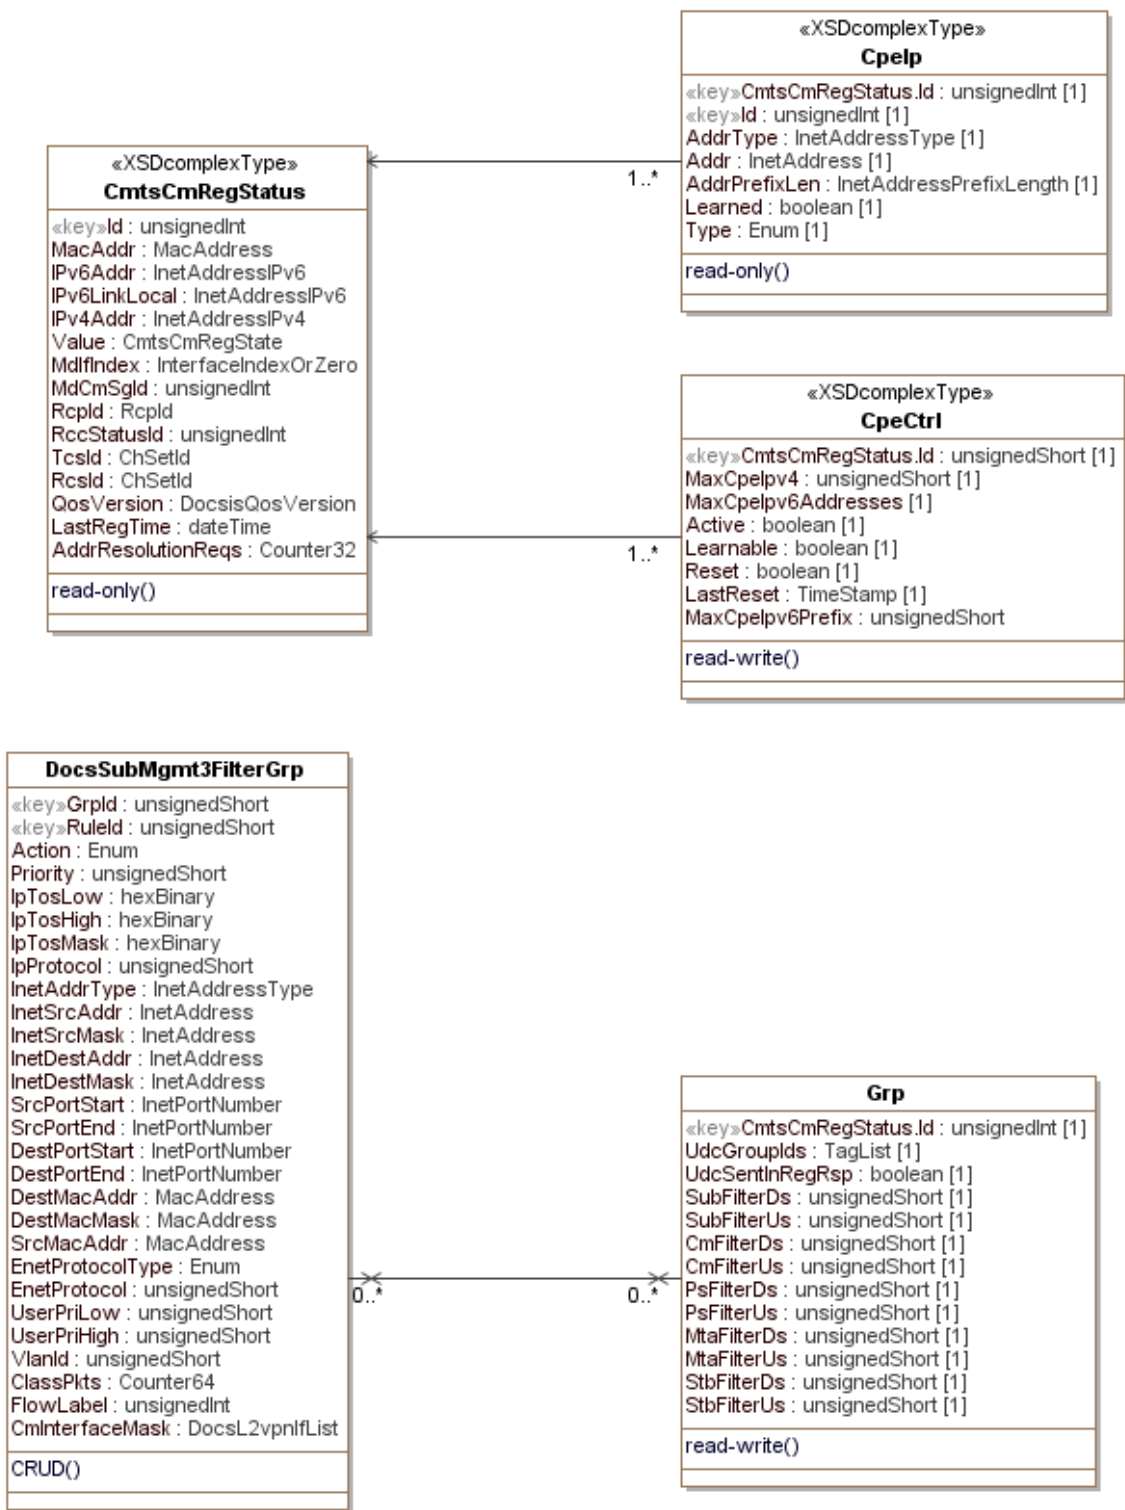 «XSDcomplexType»
CpeIp
«key»CmtsCmRegStatus.Id : unsignedInt [1]
«key»Id : unsignedInt [1]
AddrType : InetAddressType [1]
Addr : InetAddress [1]
AddrPrefixLen : InetAddressPrefixLength [1]
Learned : boolean [1]
Type : Enum [1]
read-only()
1..*
«XSDcomplexType»
CmtsCmRegStatus
«key»Id : unsignedInt
MacAddr : MacAddress
IPv6Addr : InetAddressIPv6
IPv6LinkLocal : InetAddressIPv6
IPv4Addr : InetAddressIPv4
Value : CmtsCmRegState
MdIfIndex : InterfaceIndexOrZero
MdCmSgId : unsignedInt
RcpId : RcpId
RccStatusId : unsignedInt
TcsId : ChSetId
RcsId : ChSetId
QosVersion : DocsisQosVersion
LastRegTime : dateTime
AddrResolutionReqs : Counter32
read-only()
«XSDcomplexType»
CpeCtrl
«key»CmtsCmRegStatus.Id : unsignedShort [1]
MaxCpeIpv4 : unsignedShort [1]
MaxCpeIpv6Addresses [1]
Active : boolean [1]
Learnable : boolean [1]
Reset : boolean [1]
LastReset : TimeStamp [1]
MaxCpeIpv6Prefix : unsignedShort
read-write()
1..*
DocsSubMgmt3FilterGrp
«key»GrpId : unsignedShort
«key»RuleId : unsignedShort
Action : Enum
Priority : unsignedShort
IpTosLow : hexBinary
IpTosHigh : hexBinary
IpTosMask : hexBinary
IpProtocol : unsignedShort
InetAddrType : InetAddressType
InetSrcAddr : InetAddress
InetSrcMask : InetAddress
InetDestAddr : InetAddress
InetDestMask : InetAddress
SrcPortStart : InetPortNumber
SrcPortEnd : InetPortNumber
DestPortStart : InetPortNumber
DestPortEnd : InetPortNumber
DestMacAddr : MacAddress
DestMacMask : MacAddress
SrcMacAddr : MacAddress
EnetProtocolType : Enum
EnetProtocol : unsignedShort
UserPriLow : unsignedShort
UserPriHigh : unsignedShort
VlanId : unsignedShort
ClassPkts : Counter64
FlowLabel : unsignedInt
CmInterfaceMask : DocsL2vpnIfList
CRUD()
0..*
0..*
Grp
«key»CmtsCmRegStatus.Id : unsignedInt [1]
UdcGroupIds : TagList [1]
UdcSentInRegRsp : boolean [1]
SubFilterDs : unsignedShort [1]
SubFilterUs : unsignedShort [1]
CmFilterDs : unsignedShort [1]
CmFilterUs : unsignedShort [1]
PsFilterDs : unsignedShort [1]
PsFilterUs : unsignedShort [1]
MtaFilterDs : unsignedShort [1]
MtaFilterUs : unsignedShort [1]
StbFilterDs : unsignedShort [1]
StbFilterUs : unsignedShort [1]
read-write()